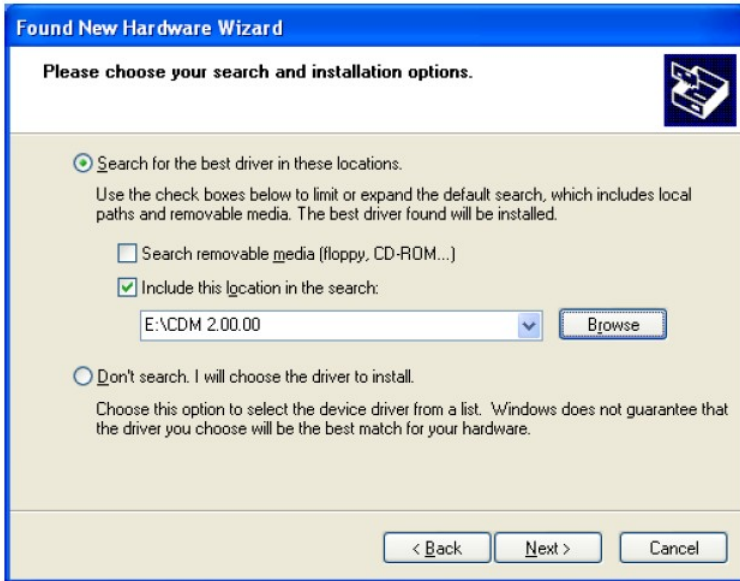 Found New Hardware Wizard
Please choose your search and installation options.
Search for the best driver in these locations.
Use the check boxes below to limit or expand the default search, which includes local
paths and removable media. The best driver found will be installed.
Search removable media (floppy, CD-ROM...)
Include this location in the search:
E:\CDM 2.00.00
Browse
Don't search. I will choose the driver to install.
Choose this option to select the device driver from a list. Windows does not guarantee that
the driver you choose will be the best match for your hardware.
< Back Next > Cancel